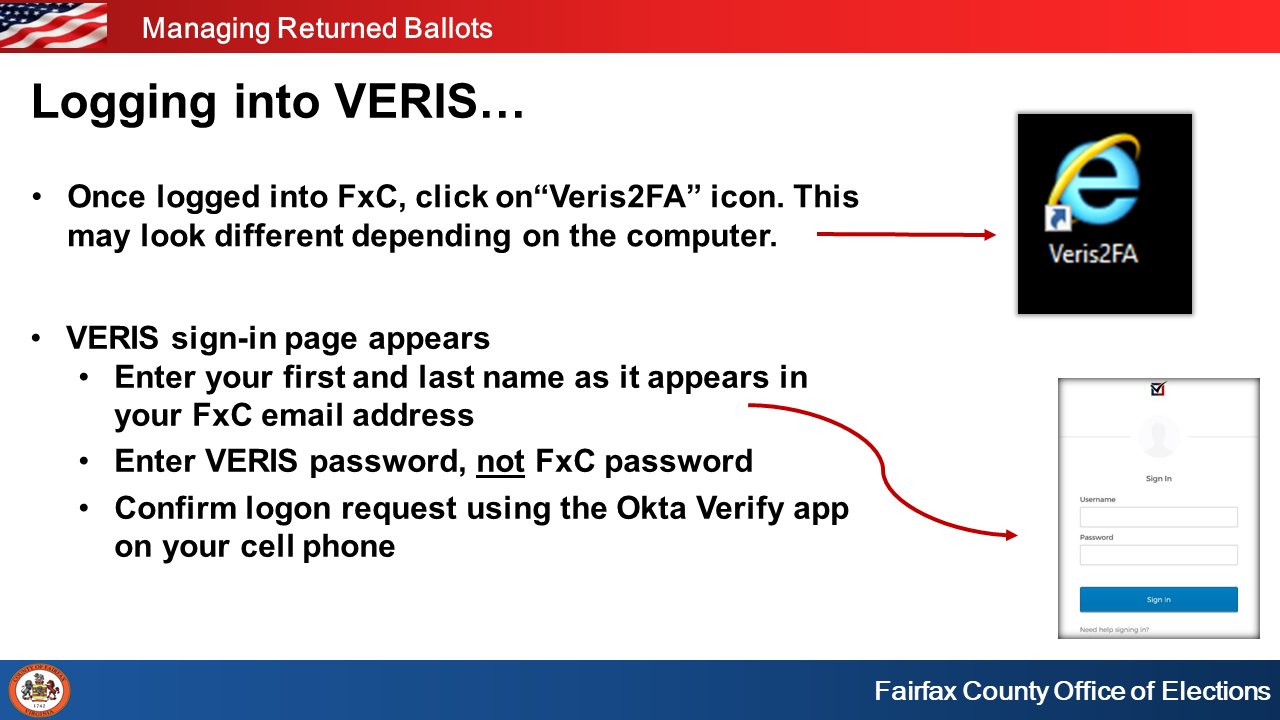 Managing Returned Ballots
Logging into VERIS…
• Once logged into FxC, click on“Veris2FA” icon. This
may look different depending on the computer.
Veris2FA
• VERIS sign-in page appears
• Enter your first and last name as it appears in
your FxC email address
• Enter VERIS password, not FxC password
• Confirm logon request using the Okta Verify app
on your cell phone
Sign In
Username
Password
Sign In
Need help signing in?
COUNTY OF FAIRFAX
1742
VIRGINIA
Fairfax County Office of Elections